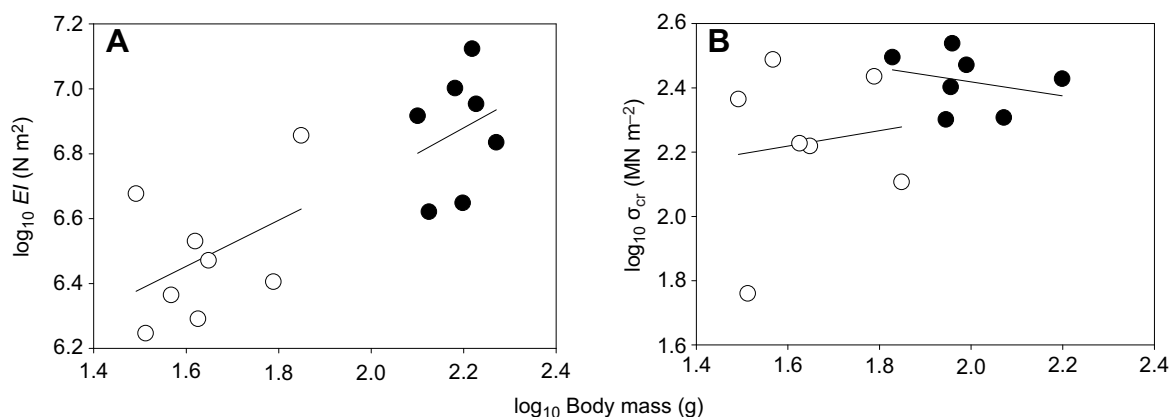 A
B
log₁₀ EI (N m²)
7.2
7.0
6.8
6.6
6.4
6.2
1.4 1.6 1.8 2.0 2.2 2.4
log₁₀ σcr (MN m⁻²)
2.6
2.4
2.2
2.0
1.8
1.6
1.4 1.6 1.8 2.0 2.2 2.4
log₁₀ Body mass (g)